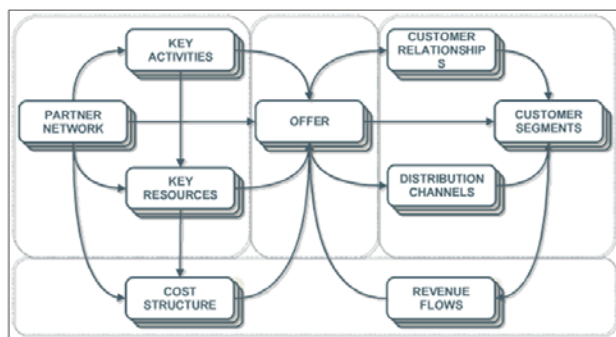 KEY
ACTIVITIES
CUSTOMER
RELATIONSHIP
S
PARTNER
NETWORK
OFFER
CUSTOMER
SEGMENTS
KEY
RESOURCES
DISTRIBUTION
CHANNELS
COST
STRUCTURE
REVENUE
FLOWS